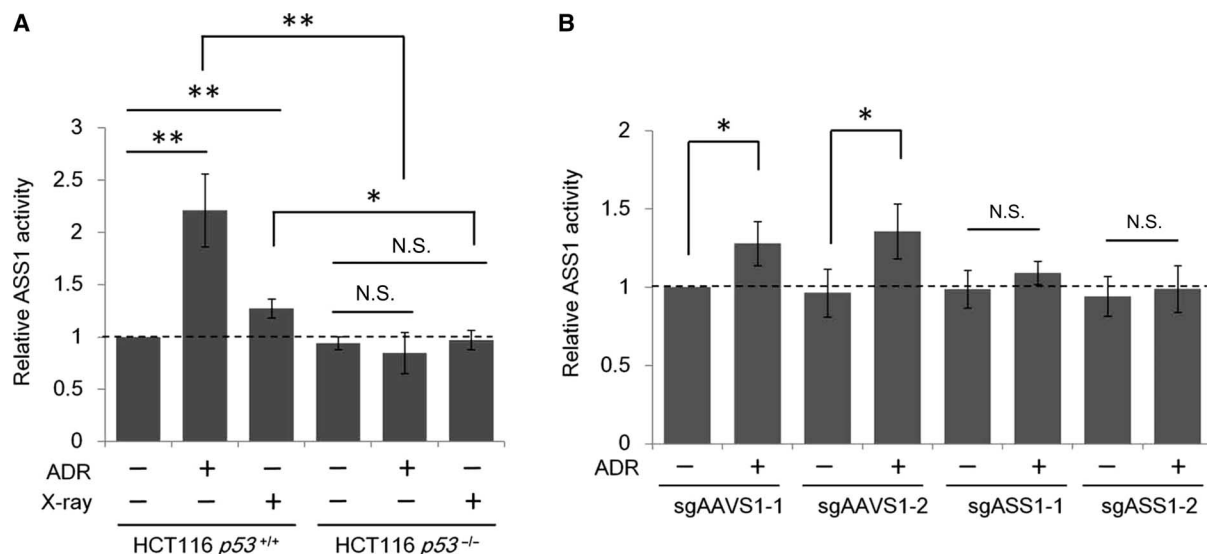 A
**
**
**
*
N.S.
N.S.
Relative ASS1 activity
3
2.5
2
1.5
1
0.5
0
ADR − + − − + −
X-ray − − + − − +
HCT116 p53+/+ HCT116 p53−/−
B
* *
N.S. N.S.
Relative ASS1 activity
2
1.5
1
0.5
0
ADR − + − + − + − +
sgAAVS1-1 sgAAVS1-2 sgASS1-1 sgASS1-2